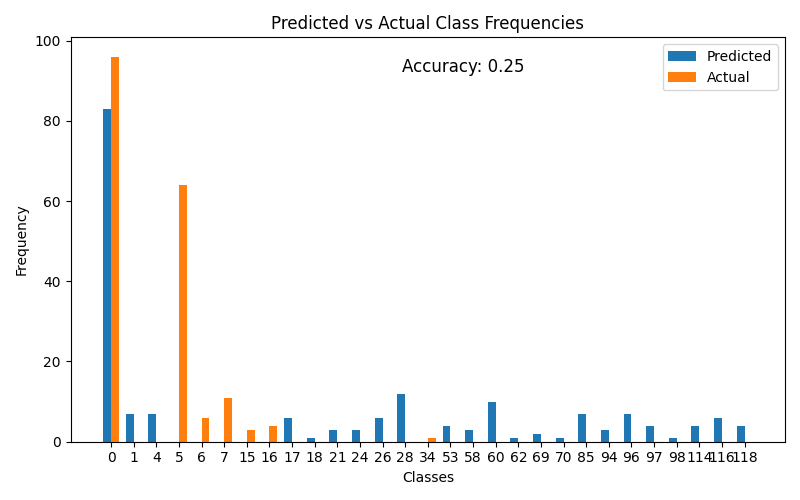 Predicted vs Actual Class Frequencies
Accuracy: 0.25
Predicted
Actual
Frequency
100
80
60
40
20
0
0 1 4 5 6 7 15 16 17 18 21 24 26 28 34 53 58 60 62 69 70 85 94 96 97 98 114 116 118
Classes